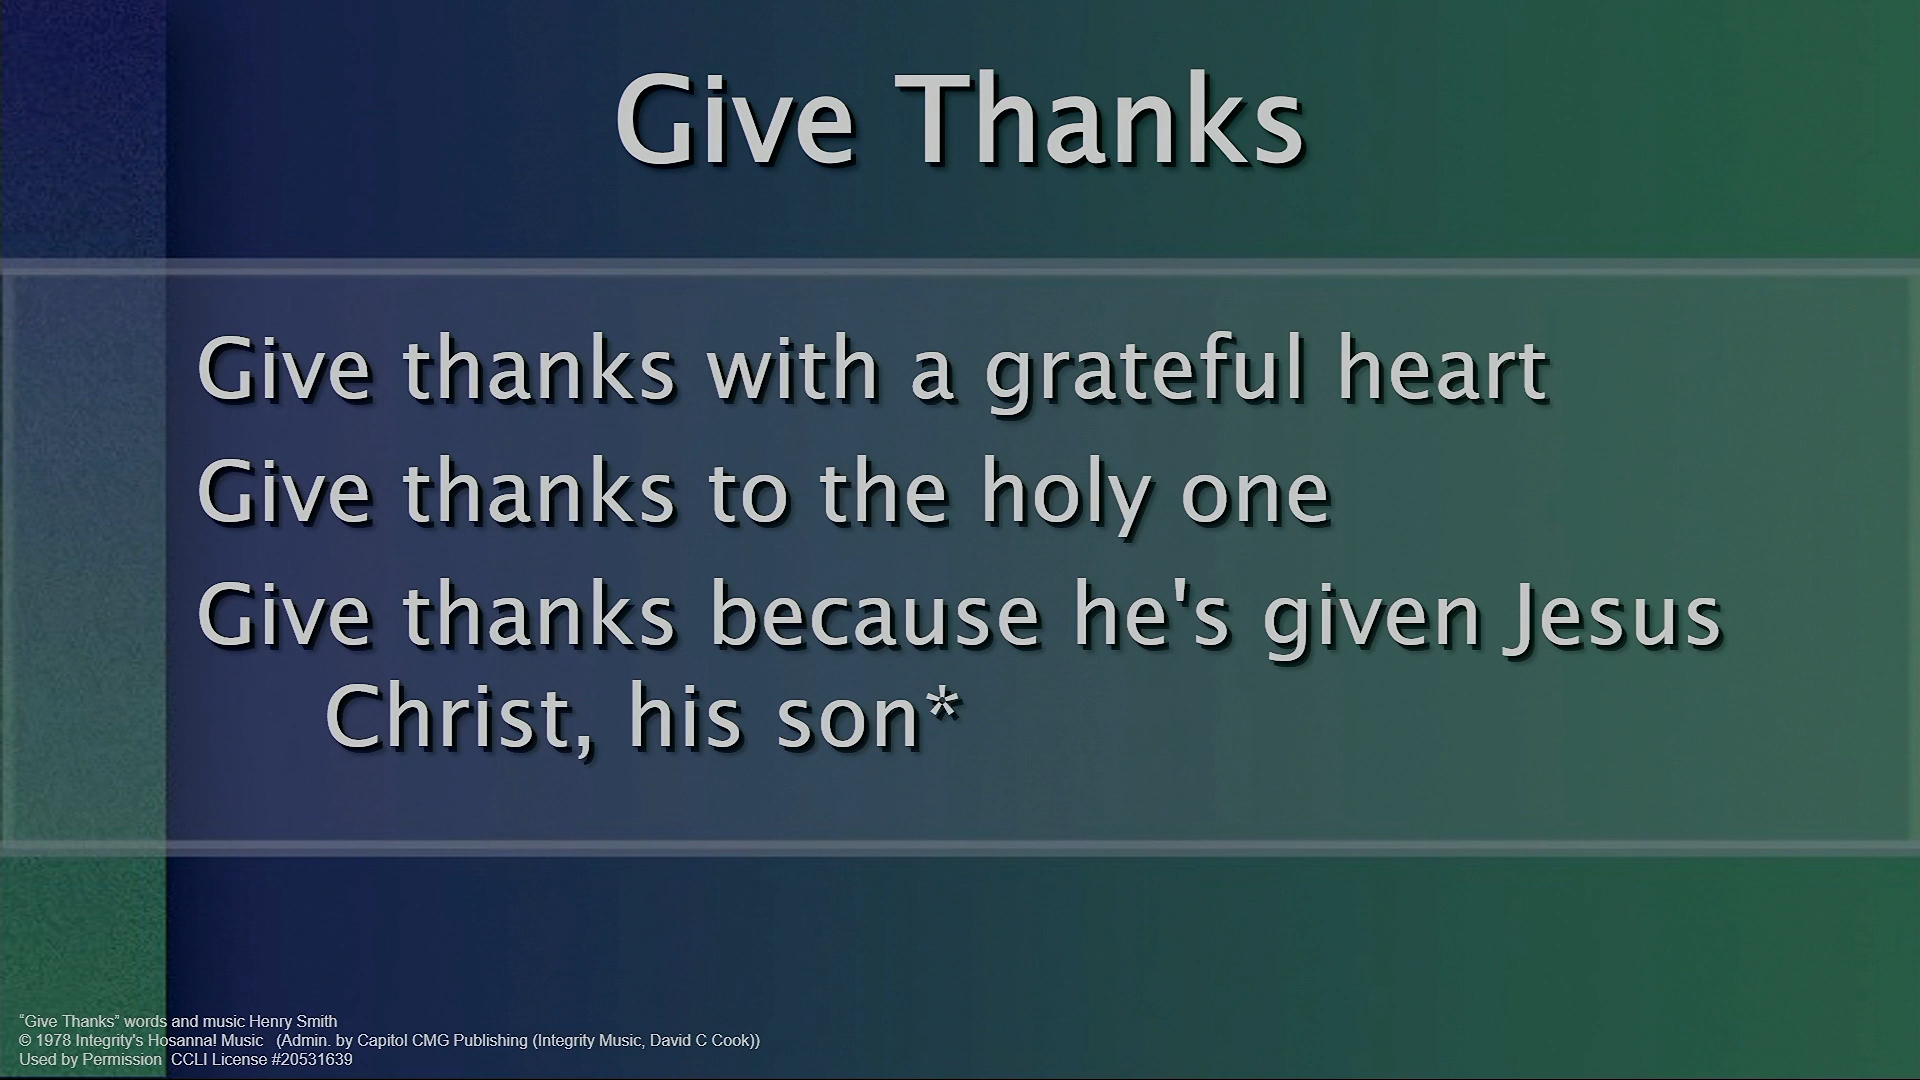 Give Thanks
Give thanks with a grateful heart
Give thanks to the holy one
Give thanks because he's given Jesus
Christ, his son*
“Give Thanks” words and music Henry Smith
© 1978 Integrity's Hosanna! Music (Admin. by Capitol CMG Publishing (Integrity Music, David C Cook))
Used by Permission CCLI License #20531639